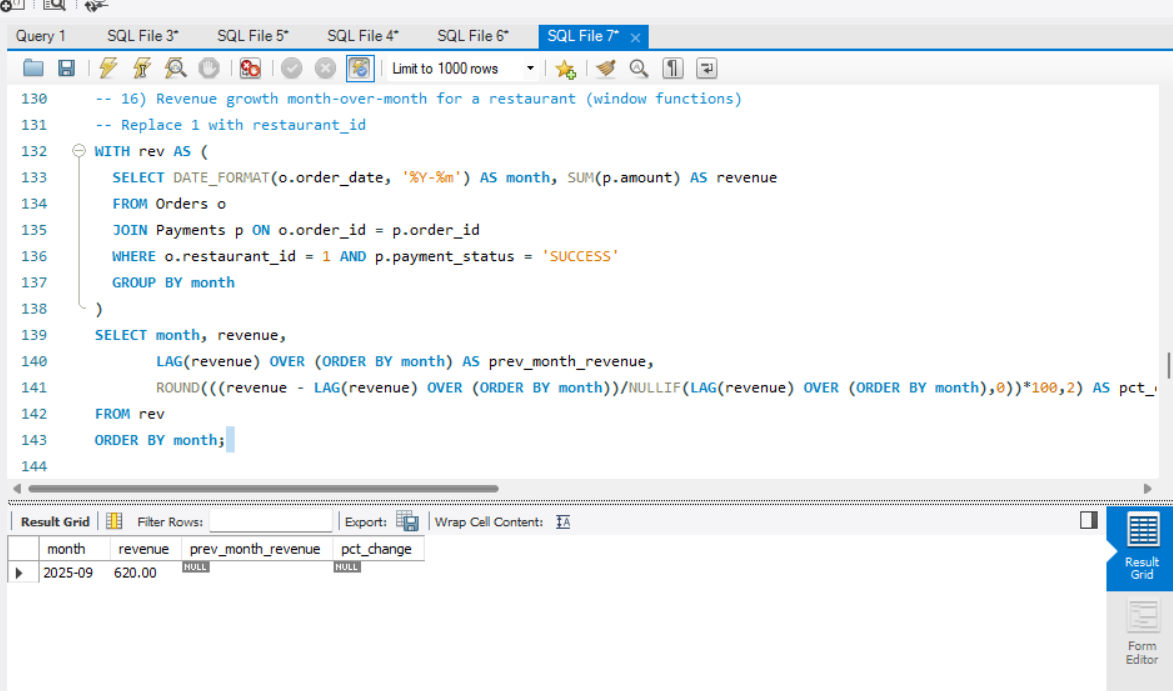 Query 1 SQL File 3* SQL File 5* SQL File 4* SQL File 6* SQL File 7* ×
Limit to 1000 rows
130 -- 16) Revenue growth month-over-month for a restaurant (window functions)
131 -- Replace 1 with restaurant_id
132 WITH rev AS (
133 SELECT DATE_FORMAT(o.order_date, '%Y-%m') AS month, SUM(p.amount) AS revenue
134 FROM Orders o
135 JOIN Payments p ON o.order_id = p.order_id
136 WHERE o.restaurant_id = 1 AND p.payment_status = 'SUCCESS'
137 GROUP BY month
138 )
139 SELECT month, revenue,
140 LAG(revenue) OVER (ORDER BY month) AS prev_month_revenue,
141 ROUND(((revenue - LAG(revenue) OVER (ORDER BY month))/NULLIF(LAG(revenue) OVER (ORDER BY month),0))*100,2) AS pct_
142 FROM rev
143 ORDER BY month;
144
Result Grid Filter Rows: Export: Wrap Cell Content: IA
month revenue prev_month_revenue pct_change
2025-09 620.00 NULL NULL
Result
Grid
Form
Editor